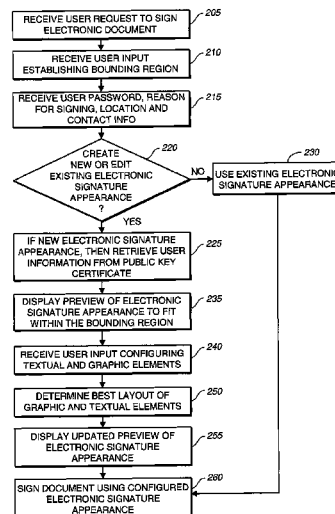 RECEIVE USER REQUEST TO SIGN
ELECTRONIC DOCUMENT
205
RECEIVE USER INPUT
ESTABLISHING BOUNDING REGION
210
RECEIVE USER PASSWORD, REASON
FOR SIGNING, LOCATION AND
CONTACT INFO
215
CREATE
NEW OR EDIT
EXISTING ELECTRONIC
SIGNATURE
APPEARANCE
?
220
NO
USE EXISTING ELECTRONIC
SIGNATURE APPEARANCE
230
YES
IF NEW ELECTRONIC SIGNATURE
APPEARANCE, THEN RETRIEVE USER
INFORMATION FROM PUBLIC KEY
CERTIFICATE
225
DISPLAY PREVIEW OF ELECTRONIC
SIGNATURE APPEARANCE TO FIT
WITHIN THE BOUNDING REGION
235
RECEIVE USER INPUT CONFIGURING
TEXTUAL AND GRAPHIC ELEMENTS
240
DETERMINE BEST LAYOUT OF
GRAPHIC AND TEXTUAL ELEMENTS
250
DISPLAY UPDATED PREVIEW OF
ELECTRONIC SIGNATURE
APPEARANCE
255
SIGN DOCUMENT USING CONFIGURED
ELECTRONIC SIGNATURE
APPEARANCE
260